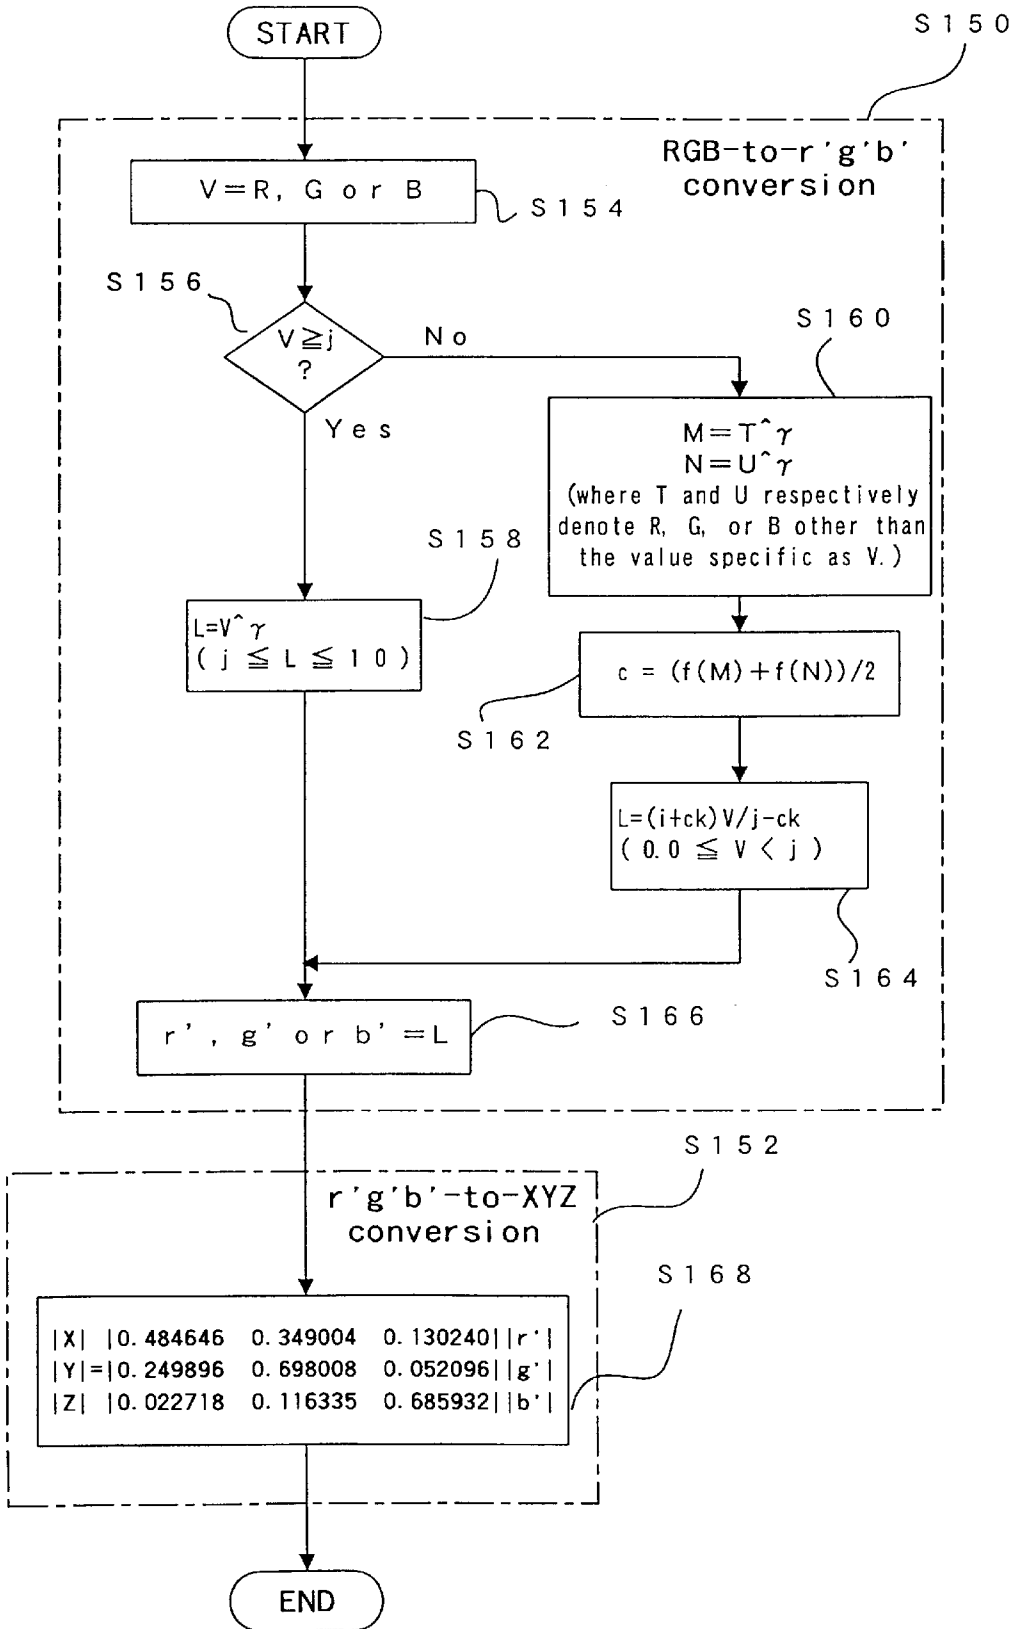 START
S150
RGB-to-r'g'b'
conversion
V=R, G or B
S154
S156
V≧j
?
No
Yes
S160
M=T^γ
N=U^γ
(where T and U respectively
denote R, G, or B other than
the value specific as V.)
S158
L=V^γ
( j ≦ L ≦ 1 0 )
c = (f(M)+f(N))/2
S162
L=(i+ck)V/j-ck
( 0.0 ≦ V < j )
S164
r', g' or b'=L
S166
S152
r'g'b'-to-XYZ
conversion
S168
|X| |0.484646 0.349004 0.130240||r'|
|Y|=|0.249896 0.698008 0.052096||g'|
|Z| |0.022718 0.116335 0.685932||b'|
END